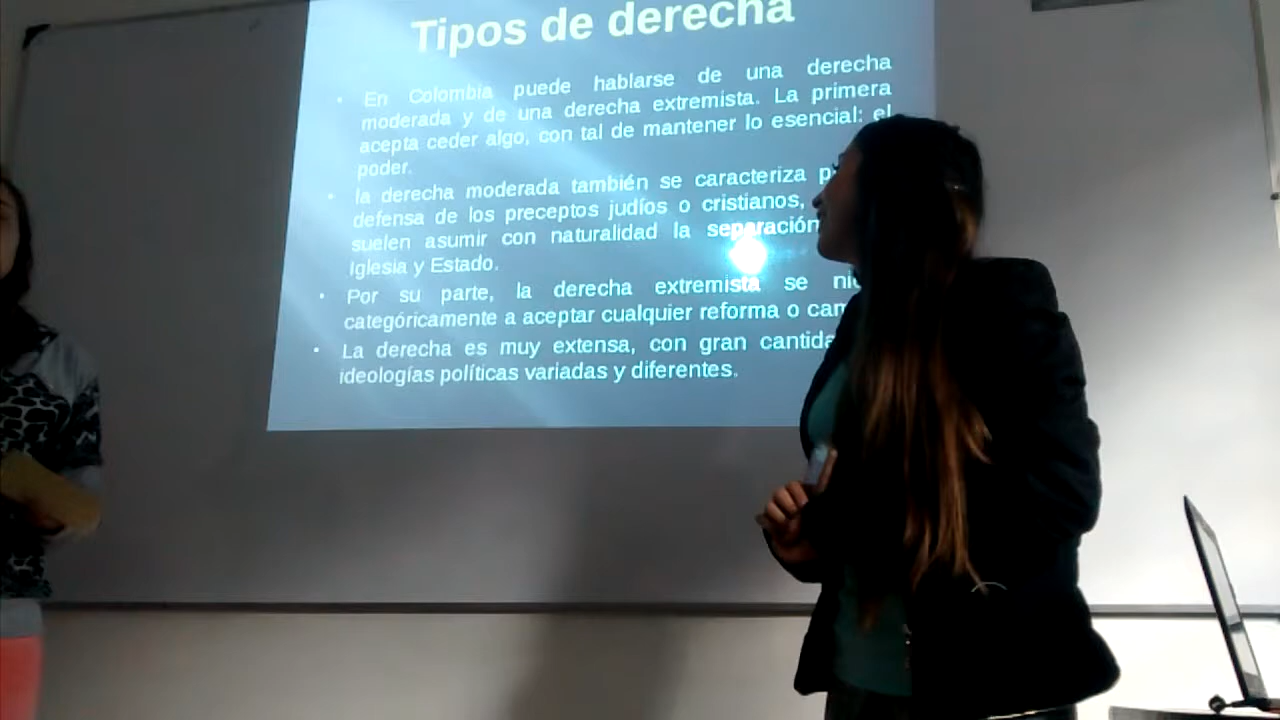 Tipos de derecha
• En Colombia puede hablarse de una derecha
moderada y de una derecha extremista. La primera
acepta ceder algo, con tal de mantener lo esencial: el
poder.
• la derecha moderada también se caracteriza
defensa de los preceptos judíos o cristianos,
suelen asumir con naturalidad la separación
Iglesia y Estado.
• Por su parte, la derecha extremista se
categóricamente a aceptar cualquier reforma o
• La derecha es muy extensa, con gran
ideologías políticas variadas y diferentes.